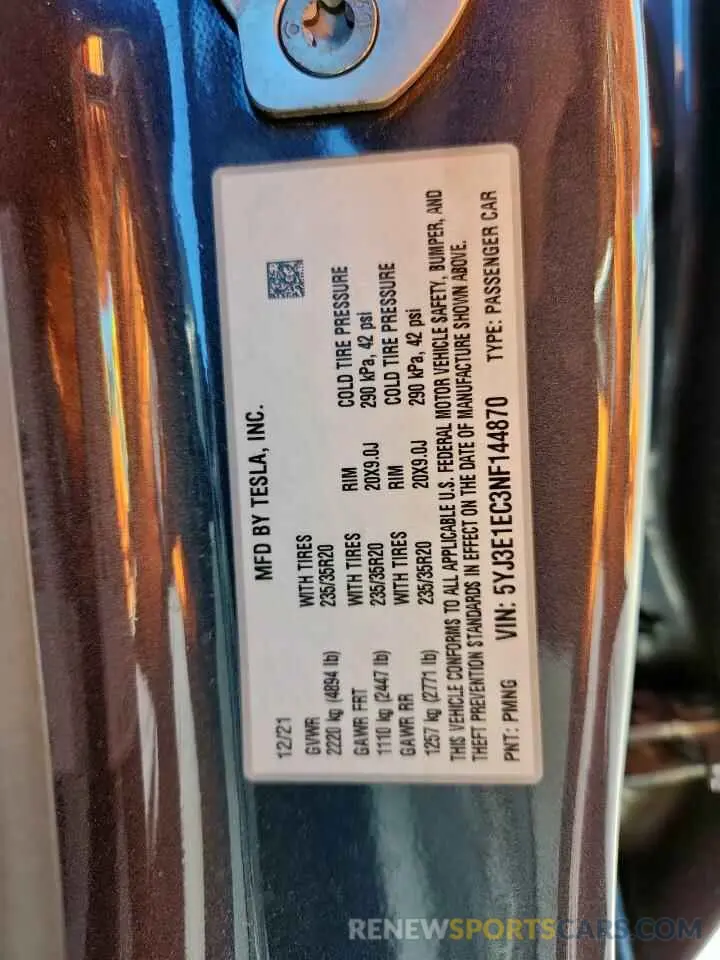 MFD BY TESLA, INC.
12/21
GVWR WITH TIRES
2220 kg (4894 lb) 235/35R20 RIM COLD TIRE PRESSURE
GAWR FRT WITH TIRES 20X9.0J 290 kPa, 42 psi
1110 kg (2447 lb) 235/35R20 RIM COLD TIRE PRESSURE
GAWR RR WITH TIRES 20X9.0J 290 kPa, 42 psi
1257 kg (2771 lb) 235/35R20
THIS VEHICLE CONFORMS TO ALL APPLICABLE U.S. FEDERAL MOTOR VEHICLE SAFETY, BUMPER, AND
THEFT PREVENTION STANDARDS IN EFFECT ON THE DATE OF MANUFACTURE SHOWN ABOVE.
PNT: PMNG VIN: 5YJ3E1EC3NF144870 TYPE: PASSENGER CAR
RENEWSPORTSCARS.COM